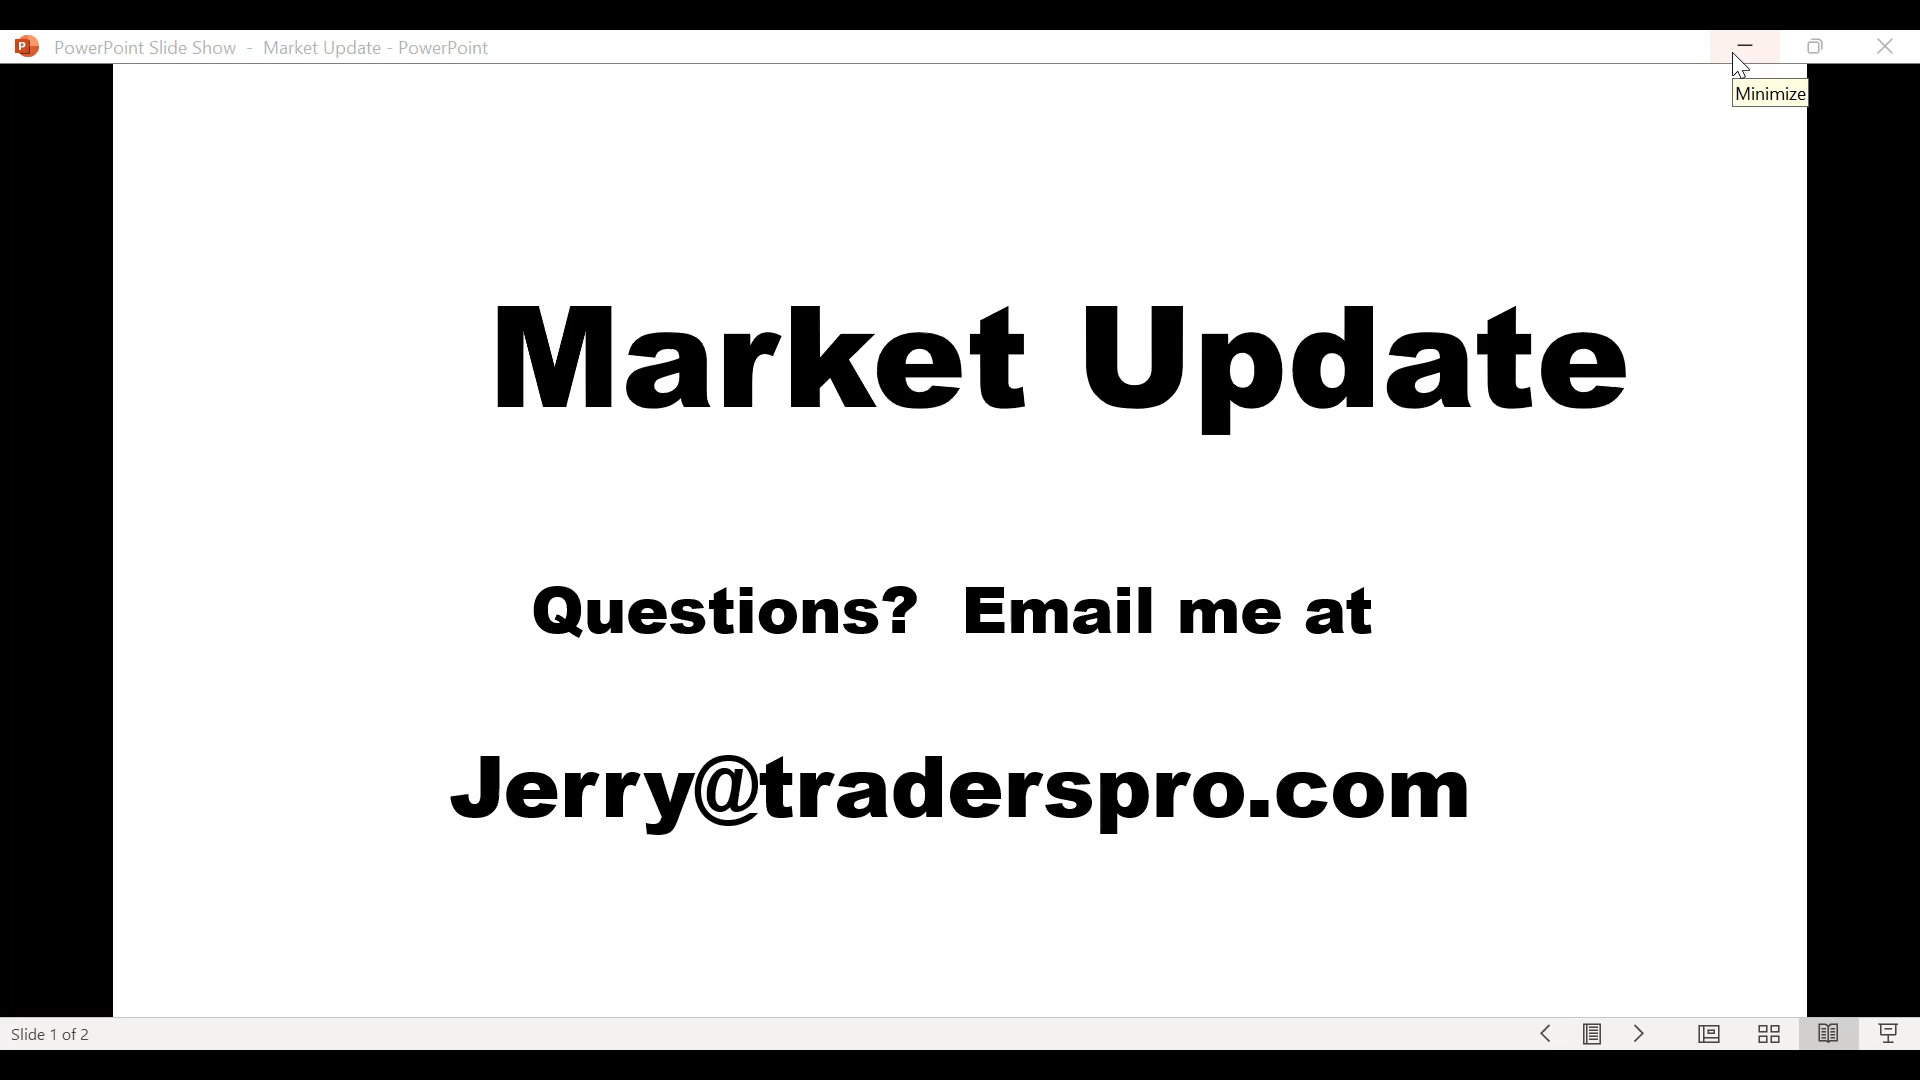 PowerPoint Slide Show - Market Update - PowerPoint
Minimize
Market Update
Questions? Email me at
Jerry@traderspro.com
Slide 1 of 2